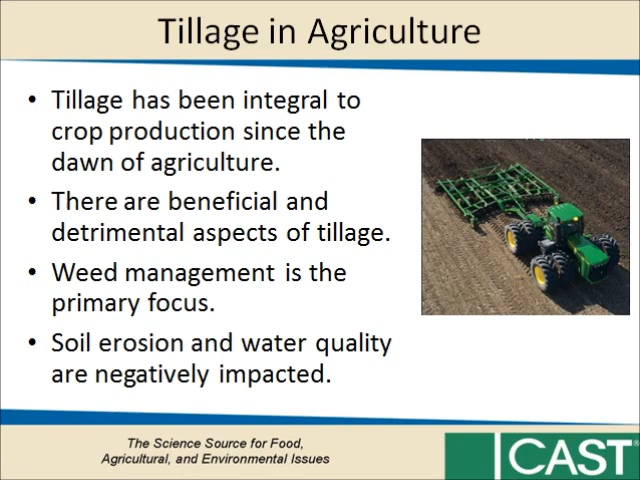 Tillage in Agriculture
• Tillage has been integral to
crop production since the
dawn of agriculture.
• There are beneficial and
detrimental aspects of tillage.
• Weed management is the
primary focus.
• Soil erosion and water quality
are negatively impacted.
The Science Source for Food,
Agricultural, and Environmental Issues
CAST®